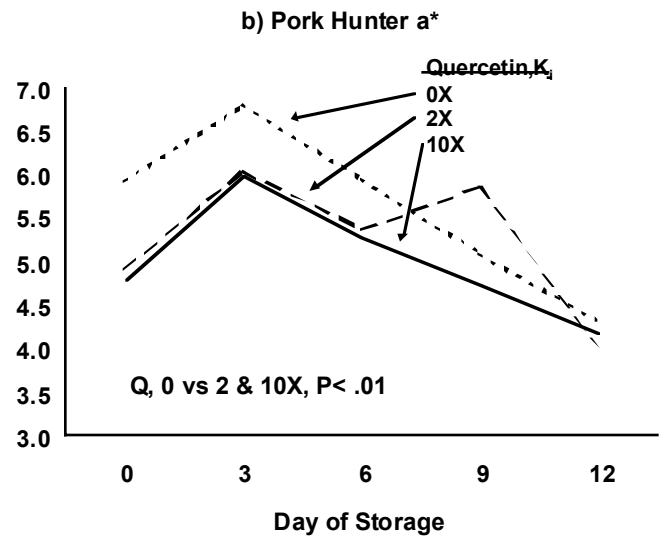 b) Pork Hunter a*
Quercetin,Ki
0X
2X
10X
7.0
6.5
6.0
5.5
5.0
4.5
4.0
3.5
3.0
Q, 0 vs 2 & 10X, P< .01
0 3 6 9 12
Day of Storage